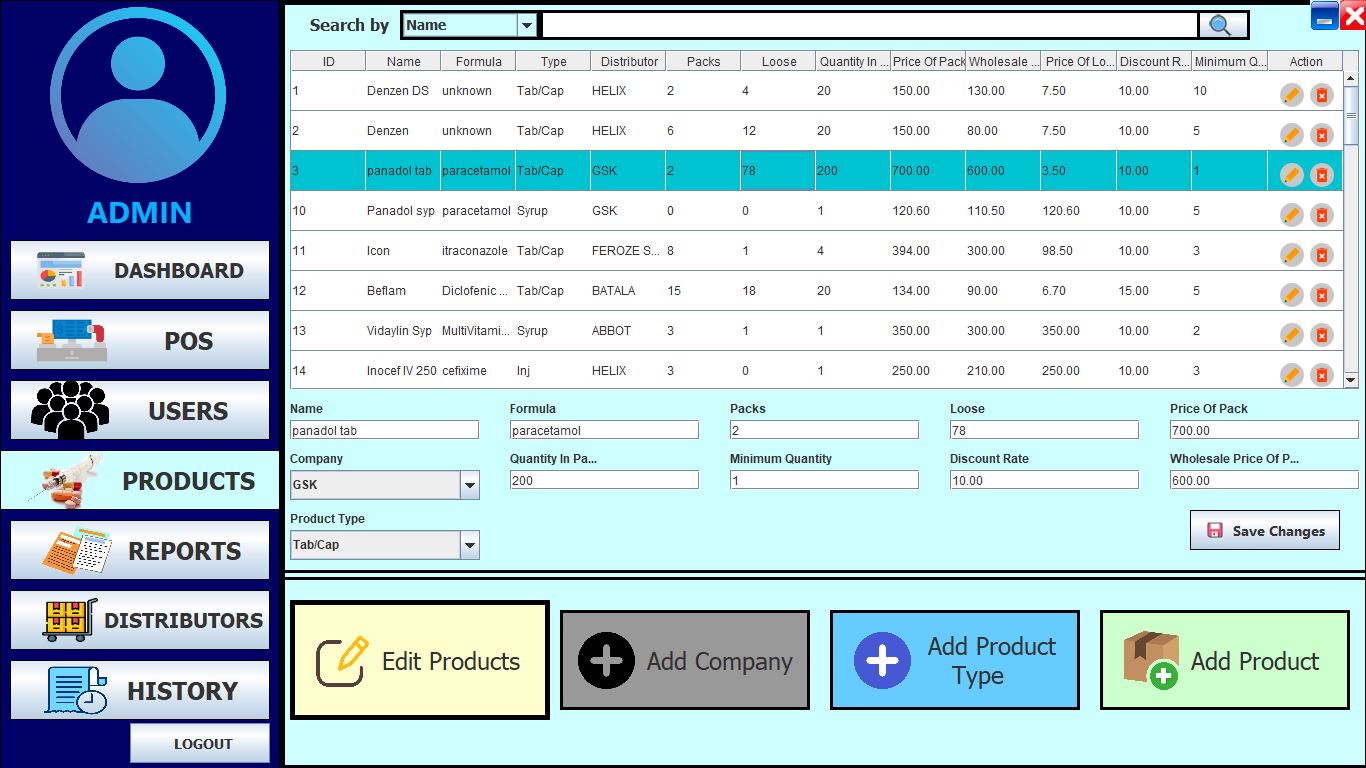 Search by Name
ID Name Formula Type Distributor Packs Loose Quantity In ... Price Of Pack Wholesale ... Price Of Lo... Discount R... Minimum Q... Action
1 Denzen DS unknown Tab/Cap HELIX 2 4 20 150.00 130.00 7.50 10.00 10
2 Denzen unknown Tab/Cap HELIX 6 12 20 150.00 80.00 7.50 10.00 5
3 panadol tab paracetamol Tab/Cap GSK 2 78 200 700.00 600.00 3.50 10.00 1
10 Panadol syp paracetamol Syrup GSK 0 0 1 120.60 110.50 120.60 10.00 5
11 Icon itraconazole Tab/Cap FEROZE S... 8 1 4 394.00 300.00 98.50 10.00 3
12 Beflam Diclofenic ... Tab/Cap BATALA 15 18 20 134.00 90.00 6.70 15.00 5
13 Vidaylin Syp MultiVitami... Syrup ABBOT 3 1 1 350.00 300.00 350.00 10.00 2
14 Inocef IV 250 cefixime Inj HELIX 3 0 1 250.00 210.00 250.00 10.00 3
ADMIN
DASHBOARD
POS
USERS
PRODUCTS
REPORTS
DISTRIBUTORS
HISTORY
LOGOUT
Name Formula Packs Loose Price Of Pack
panadol tab paracetamol 2 78 700.00
Company Quantity In Pa... Minimum Quantity Discount Rate Wholesale Price Of P...
GSK 200 1 10.00 600.00
Product Type
Tab/Cap
Save Changes
Edit Products
Add Company
Add Product
Type
Add Product